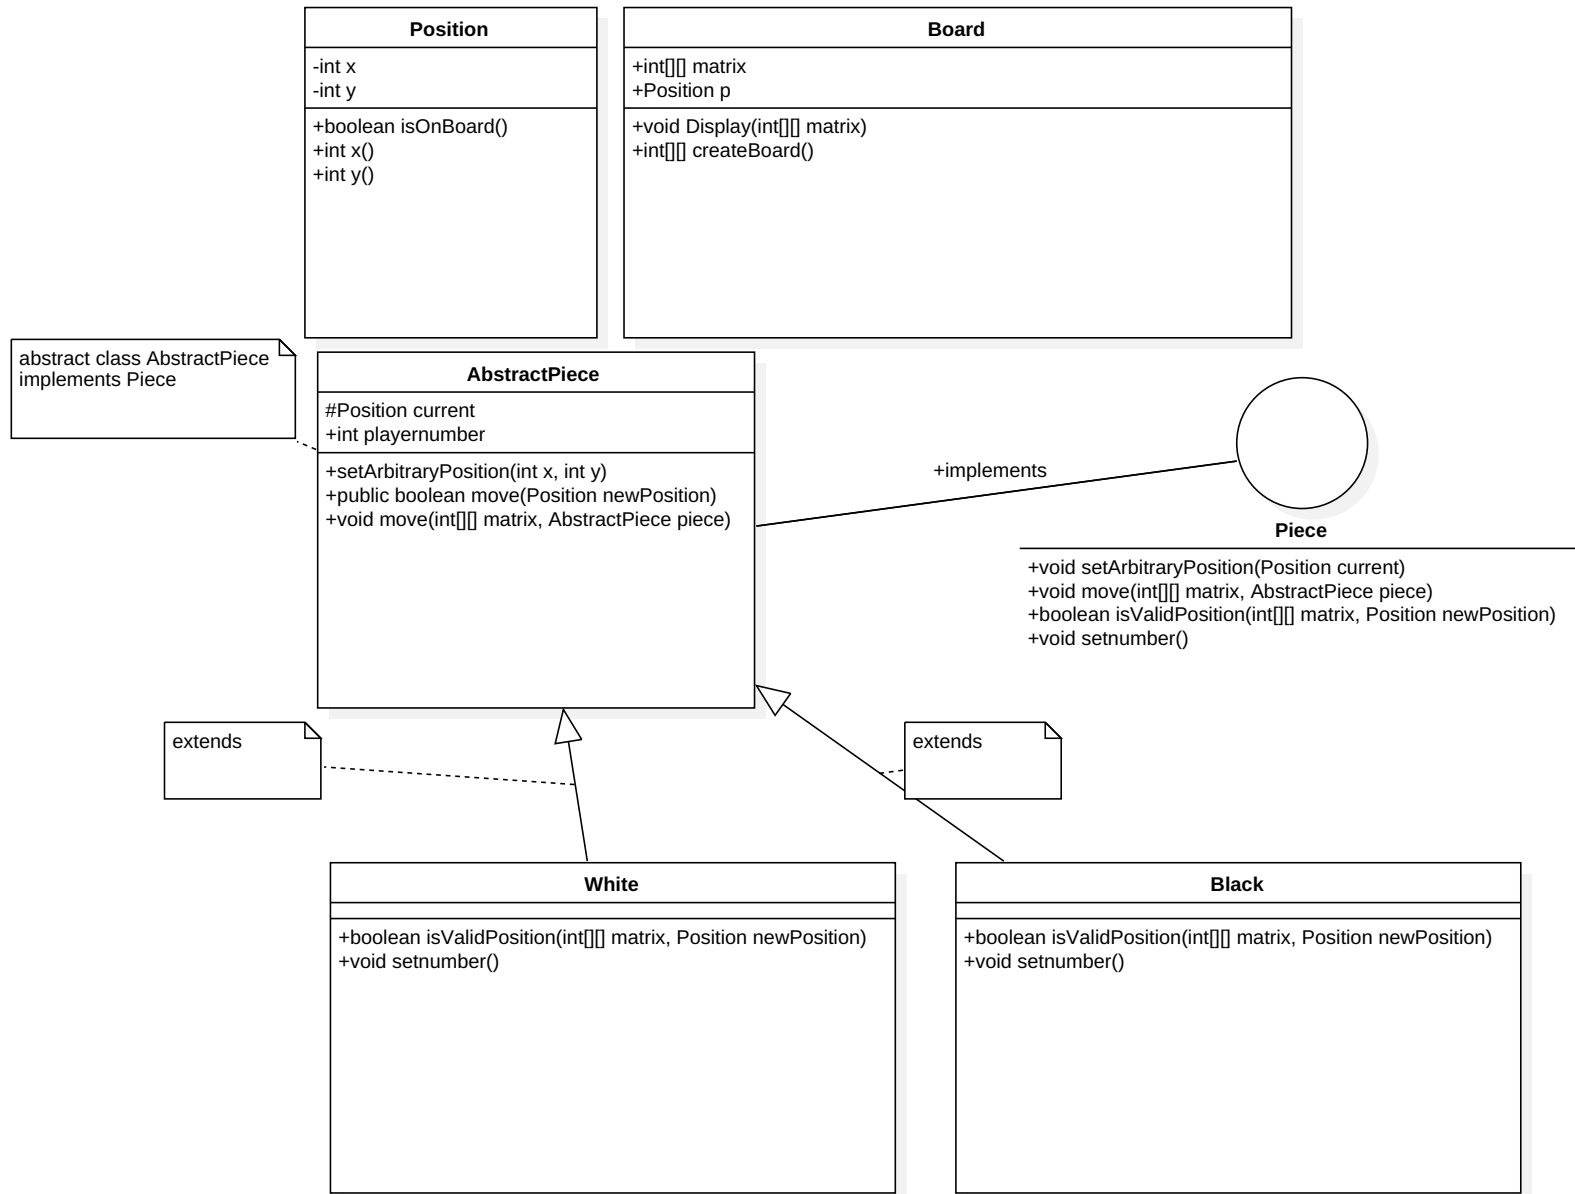 Position
-int x
-int y
+boolean isOnBoard()
+int x()
+int y()
Board
+int[][] matrix
+Position p
+void Display(int[][] matrix)
+int[][] createBoard()
abstract class AbstractPiece
implements Piece
AbstractPiece
#Position current
+int playernumber
+setArbitraryPosition(int x, int y)
+public boolean move(Position newPosition)
+void move(int[][] matrix, AbstractPiece piece)
+implements
Piece
+void setArbitraryPosition(Position current)
+void move(int[][] matrix, AbstractPiece piece)
+boolean isValidPosition(int[][] matrix, Position newPosition)
+void setnumber()
extends
extends
White
+boolean isValidPosition(int[][] matrix, Position newPosition)
+void setnumber()
Black
+boolean isValidPosition(int[][] matrix, Position newPosition)
+void setnumber()